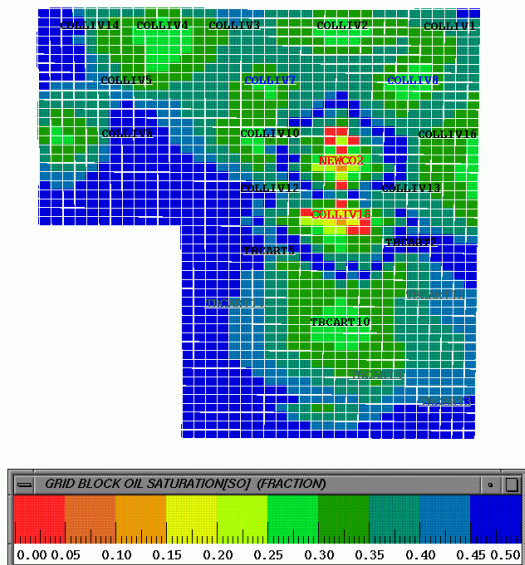 COLLIV14 COLLIV4 COLLIV3 COLLIV2 COLLIV1
COLLIV5 COLLIV7 COLLIV8
COLLIV6 COLLIV10 COLLIV16
NEWCO2
COLLIV12 COLLIV13
COLLIV18
TBCART10
GRID BLOCK OIL SATURATION[SO] (FRACTION)
0.00 0.05 0.10 0.15 0.20 0.25 0.30 0.35 0.40 0.45 0.50